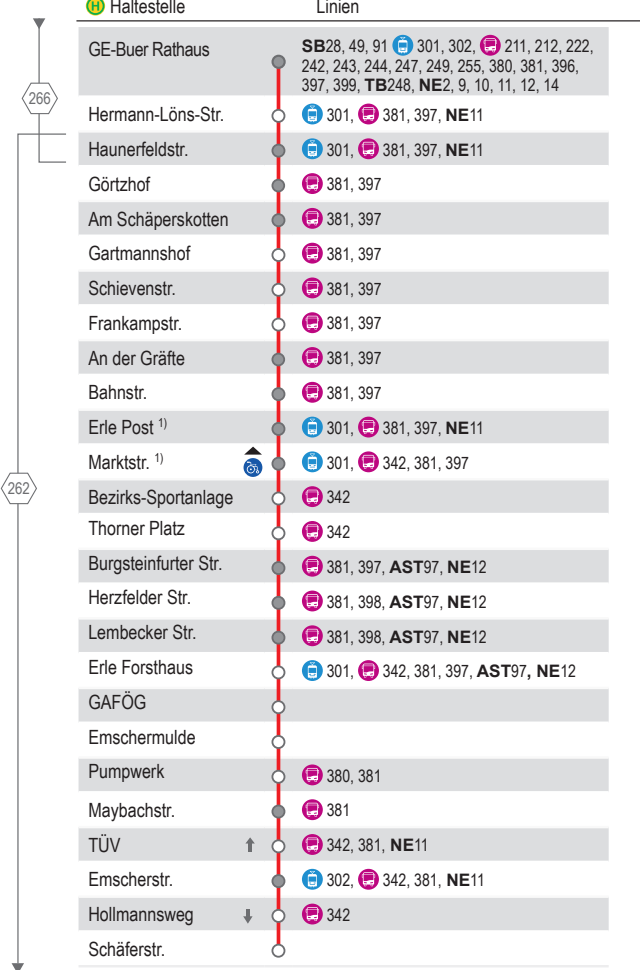 H Haltestelle Linien
GE-Buer Rathaus SB28, 49, 91 301, 302, 211, 212, 222,
242, 243, 244, 247, 249, 255, 380, 381, 396,
397, 399, TB248, NE2, 9, 10, 11, 12, 14
266
Hermann-Löns-Str. 301, 381, 397, NE11
Haunerfeldstr. 301, 381, 397, NE11
Görtzhof 381, 397
Am Schäperskotten 381, 397
Gartmannshof 381, 397
Schievenstr. 381, 397
Frankampstr. 381, 397
An der Gräfte 381, 397
Bahnstr. 381, 397
Erle Post 1) 301, 381, 397, NE11
Marktstr. 1) 301, 342, 381, 397
262
Bezirks-Sportanlage 342
Thorner Platz 342
Burgsteinfurter Str. 381, 397, AST97, NE12
Herzfelder Str. 381, 398, AST97, NE12
Lembecker Str. 381, 398, AST97, NE12
Erle Forsthaus 301, 342, 381, 397, AST97, NE12
GAFÖG
Emschermulde
Pumpwerk 380, 381
Maybachstr. 381
TÜV 342, 381, NE11
Emscherstr. 302, 342, 381, NE11
Hollmannsweg 342
Schäferstr.